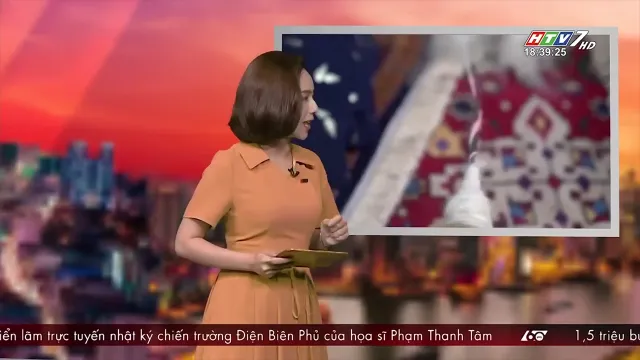 HTV7 HD
18:39:25
iển lãm trực tuyến nhật ký chiến trường Điện Biên Phủ của họa sĩ Phạm Thanh Tâm 60 1,5 triệu b